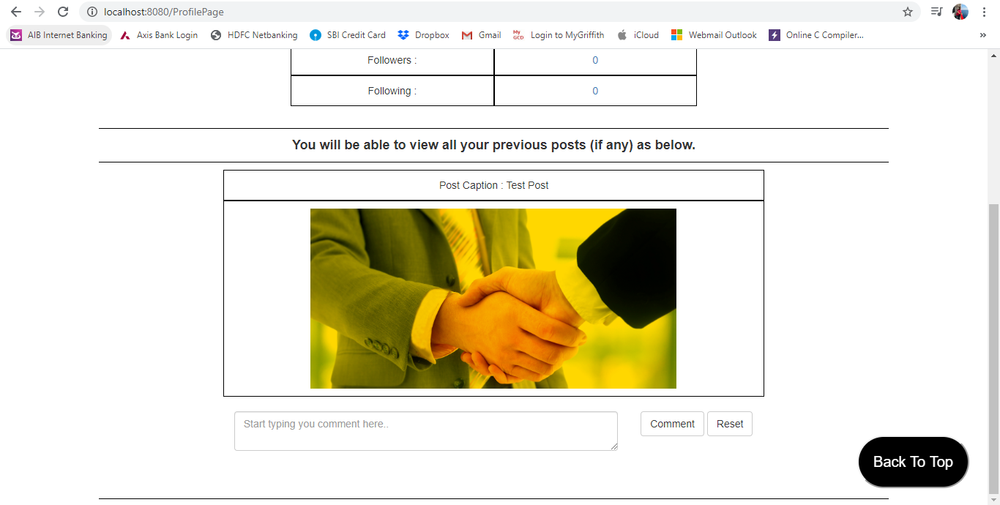 localhost:8080/ProfilePage
AIB Internet Banking Axis Bank Login HDFC Netbanking SBI Credit Card Dropbox Gmail My GCD Login to MyGriffith iCloud Webmail Outlook Online C Compiler... »
Followers : 0
Following : 0
You will be able to view all your previous posts (if any) as below.
Post Caption : Test Post
Start typing you comment here.. Comment Reset
Back To Top